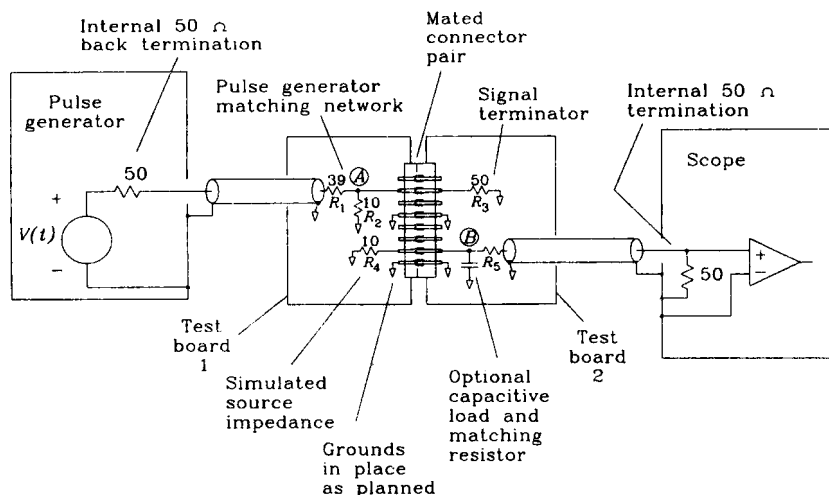 Internal 50 Ω
back termination
Mated
connector
pair
Pulse
generator
Pulse generator
matching network
Signal
terminator
Internal 50 Ω
termination
Scope
50
+
V(t)
−
39
R1
A
10
R2
50
R3
10
R4
B
R5
50
+
−
Test
board
1
Simulated
source
impedance
Grounds
in place
as planned
Optional
capacitive
load and
matching
resistor
Test
board
2